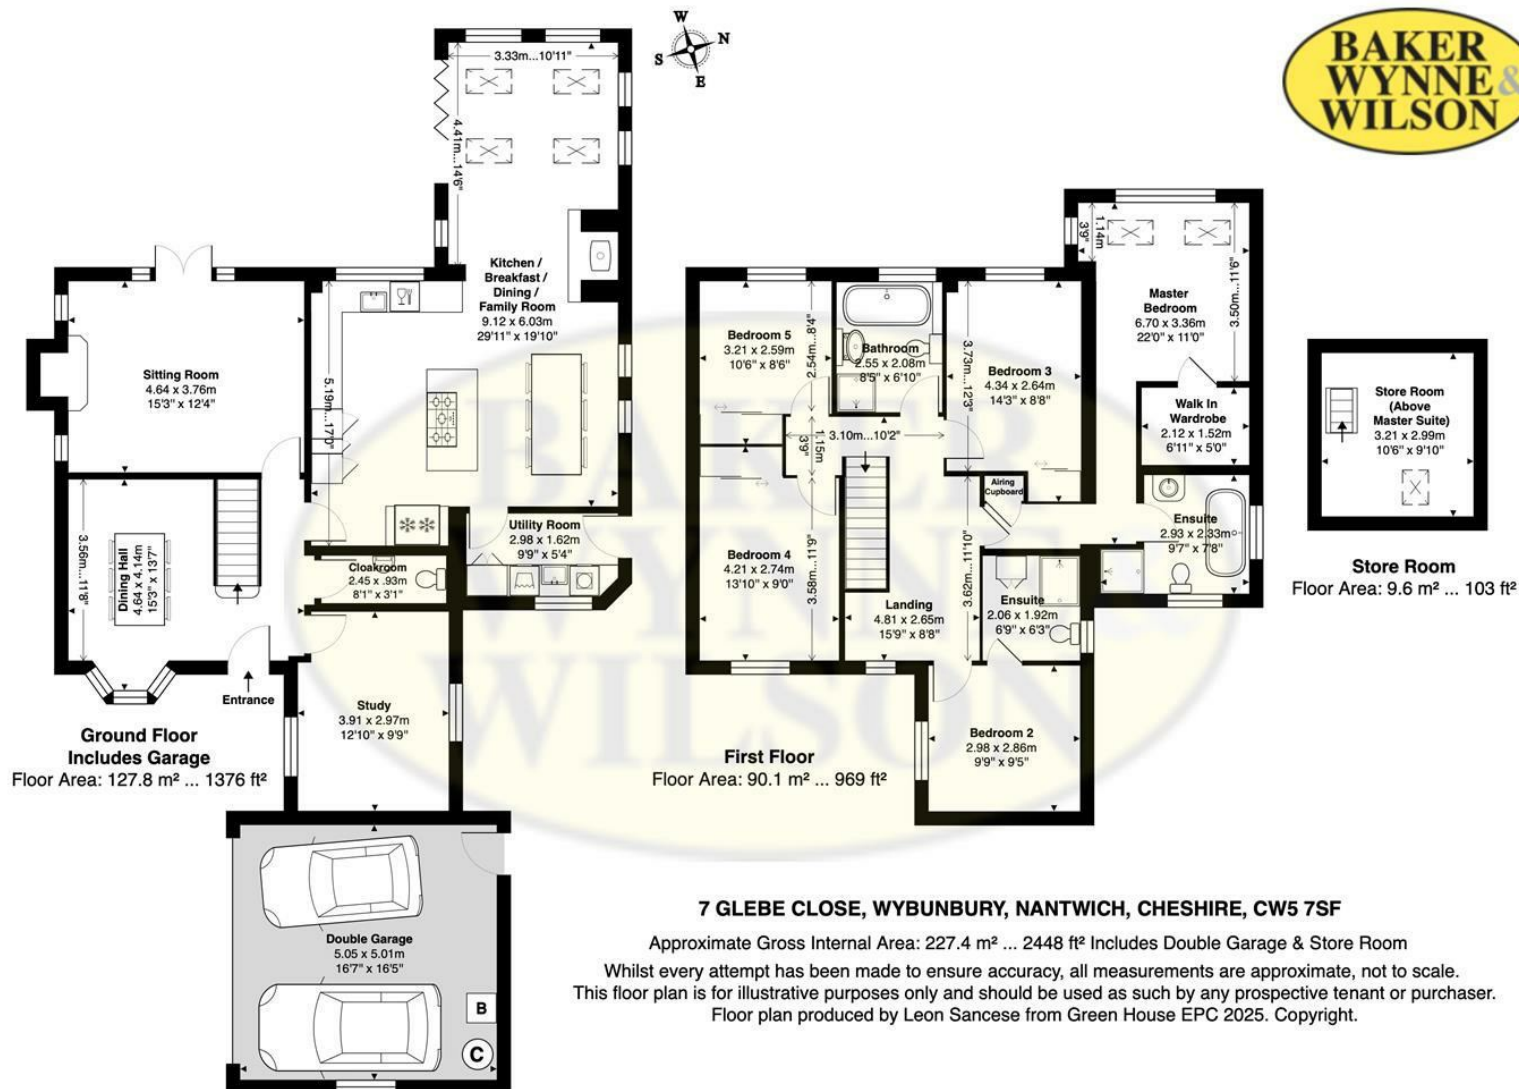 W
N
S
E
BAKER
WYNNE&
WILSON
3.33m...10'11"
4.41m...14'6"
Kitchen /
Breakfast /
Dining /
Family Room
9.12 x 6.03m
29'11" x 19'10"
Sitting Room
4.64 x 3.76m
15'3" x 12'4"
5.19m...17'0"
Dining Hall
4.64 x 4.14m
15'3" x 13'7"
3.56m...11'8"
Utility Room
2.98 x 1.62m
9'9" x 5'4"
Cloakroom
2.45 x .93m
8'1" x 3'1"
Entrance
Study
3.91 x 2.97m
12'10" x 9'9"
Ground Floor
Includes Garage
Floor Area: 127.8 m² ... 1376 ft²
Double Garage
5.05 x 5.01m
16'7" x 16'5"
B
C
Bedroom 5
3.21 x 2.59m
10'6" x 8'6"
2.54m...8'4"
Bathroom
2.55 x 2.08m
8'5" x 6'10"
3.73m...12'3"
Bedroom 3
4.34 x 2.64m
14'3" x 8'8"
1.14m
3'9"
Master
Bedroom
6.70 x 3.36m
22'0" x 11'0"
3.50m...11'6"
Walk In
Wardrobe
2.12 x 1.52m
6'11" x 5'0"
3.10m...10'2"
1.15m
3'9"
Airing
Cupboard
Ensuite
2.93 x 2.33m
9'7" x 7'8"
Bedroom 4
4.21 x 2.74m
13'10" x 9'0"
3.58m...11'9"
3.62m...11'10"
Landing
4.81 x 2.65m
15'9" x 8'8"
Ensuite
2.06 x 1.92m
6'9" x 6'3"
Bedroom 2
2.98 x 2.86m
9'9" x 9'5"
First Floor
Floor Area: 90.1 m² ... 969 ft²
Store Room
(Above
Master Suite)
3.21 x 2.99m
10'6" x 9'10"
Store Room
Floor Area: 9.6 m² ... 103 ft²
BAKER
WYNNE &
WILSON
7 GLEBE CLOSE, WYBUNBURY, NANTWICH, CHESHIRE, CW5 7SF
Approximate Gross Internal Area: 227.4 m² ... 2448 ft² Includes Double Garage & Store Room
Whilst every attempt has been made to ensure accuracy, all measurements are approximate, not to scale.
This floor plan is for illustrative purposes only and should be used as such by any prospective tenant or purchaser.
Floor plan produced by Leon Sancese from Green House EPC 2025. Copyright.